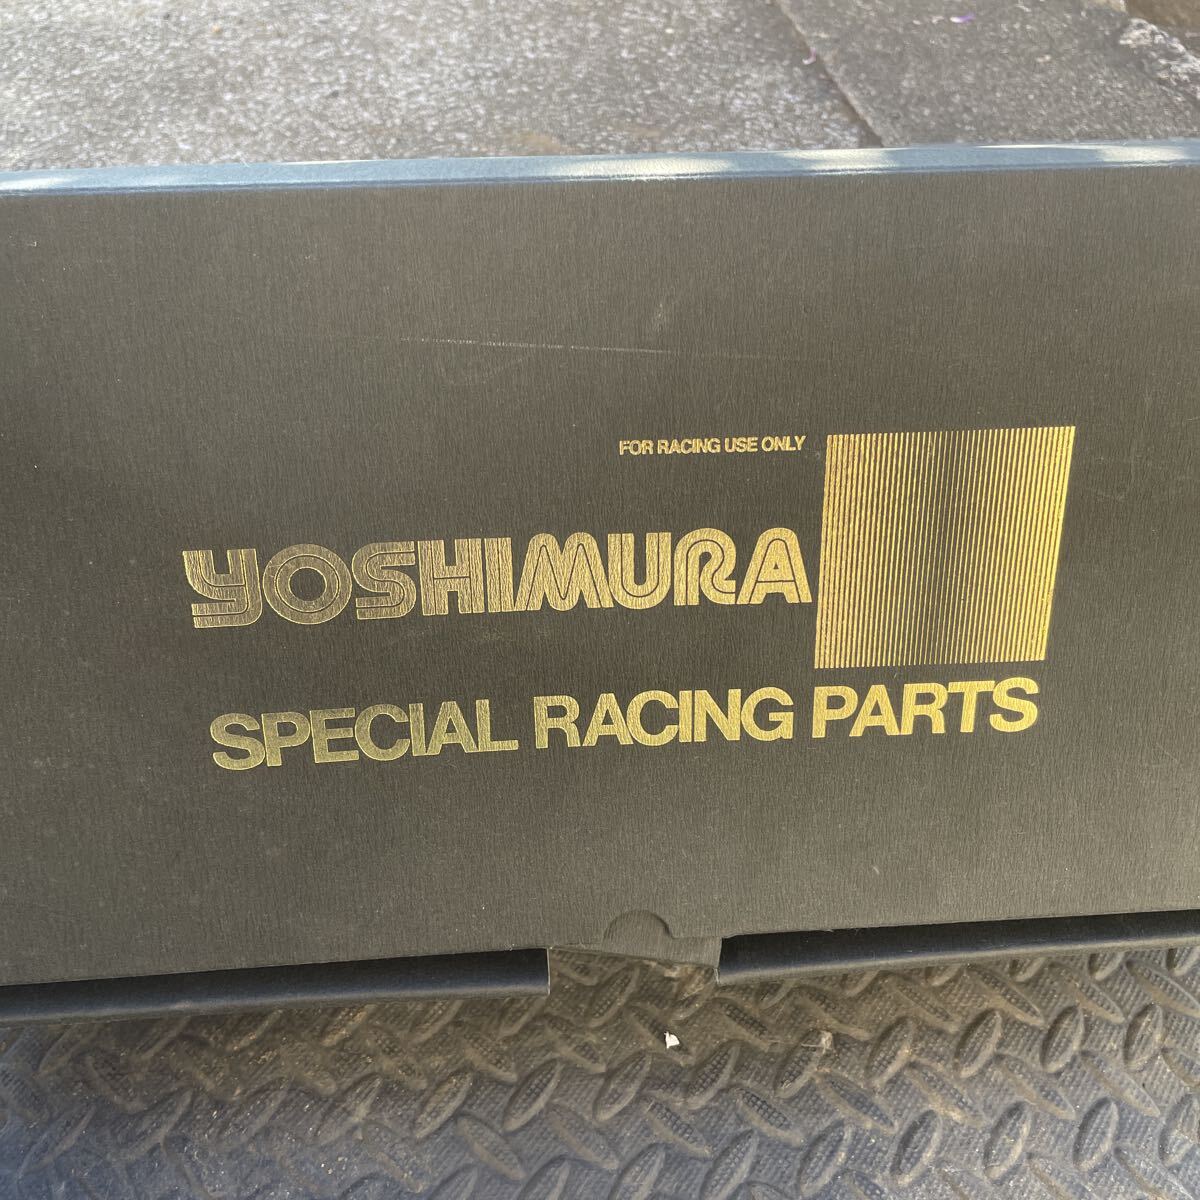 FOR RACING USE ONLY
YOSHIMURA
SPECIAL RACING PARTS